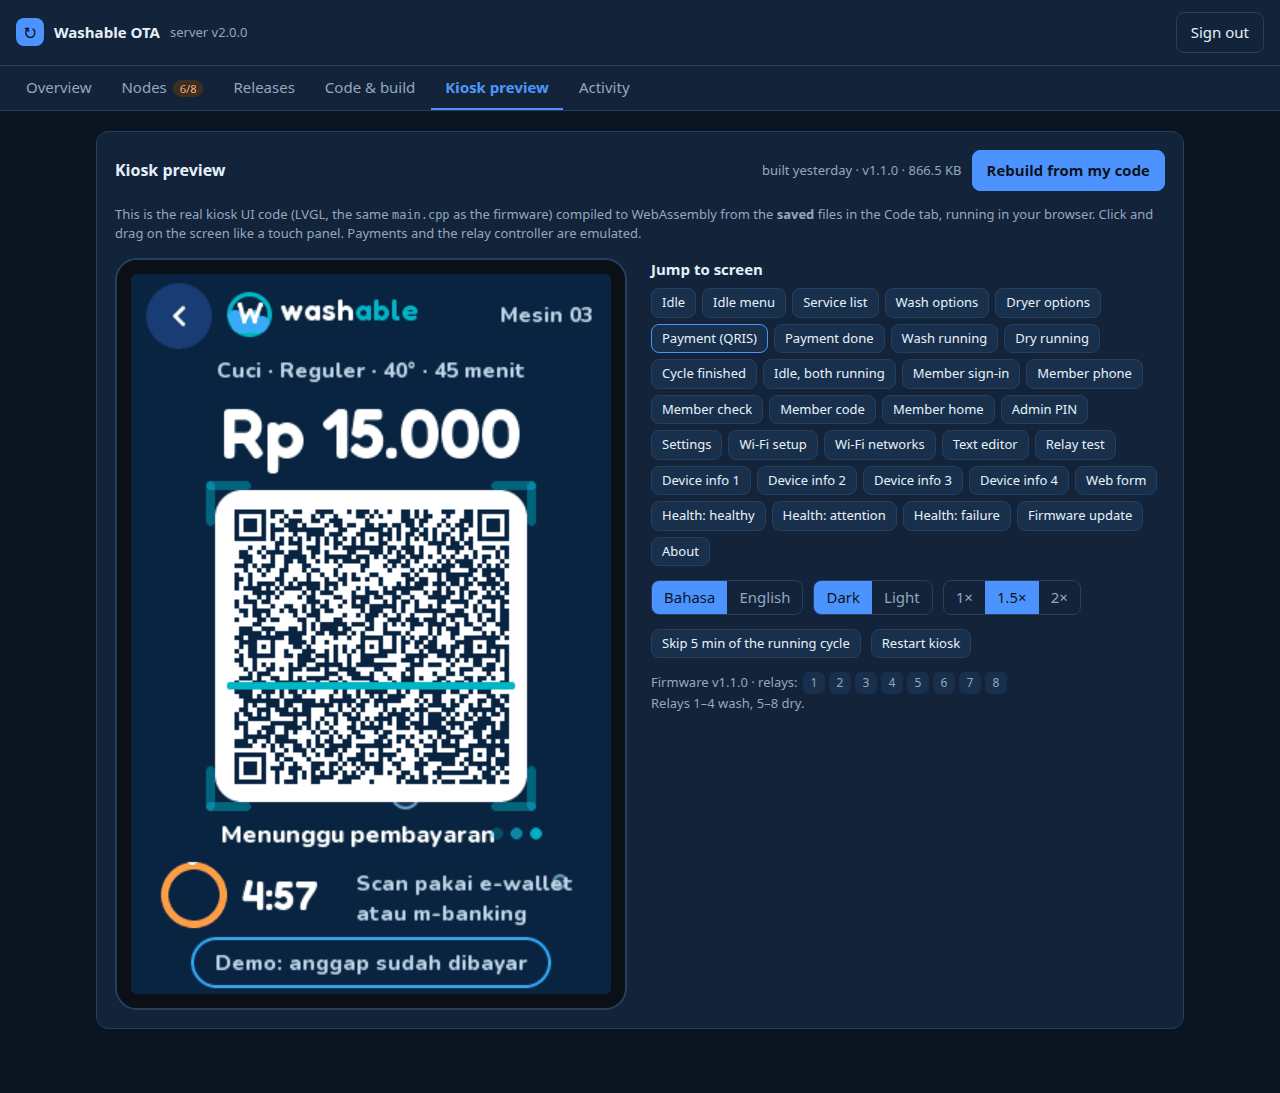 Washable OTA server v2.0.0
Sign out
Overview Nodes 6/8 Releases Code & build Kiosk preview Activity
Kiosk preview
built yesterday · v1.1.0 · 866.5 KB
Rebuild from my code
This is the real kiosk UI code (LVGL, the same main.cpp as the firmware) compiled to WebAssembly from the saved files in the Code tab, running in your browser. Click and
drag on the screen like a touch panel. Payments and the relay controller are emulated.
W washable
Mesin 03
Cuci · Reguler · 40° · 45 menit
Rp 15.000
Menunggu pembayaran
4:57
Scan pakai e-wallet
atau m-banking
Demo: anggap sudah dibayar
Jump to screen
Idle Idle menu Service list Wash options Dryer options
Payment (QRIS) Payment done Wash running Dry running
Cycle finished Idle, both running Member sign-in Member phone
Member check Member code Member home Admin PIN
Settings Wi-Fi setup Wi-Fi networks Text editor Relay test
Device info 1 Device info 2 Device info 3 Device info 4 Web form
Health: healthy Health: attention Health: failure Firmware update
About
Bahasa English Dark Light 1× 1.5× 2×
Skip 5 min of the running cycle Restart kiosk
Firmware v1.1.0 · relays: 1 2 3 4 5 6 7 8
Relays 1–4 wash, 5–8 dry.